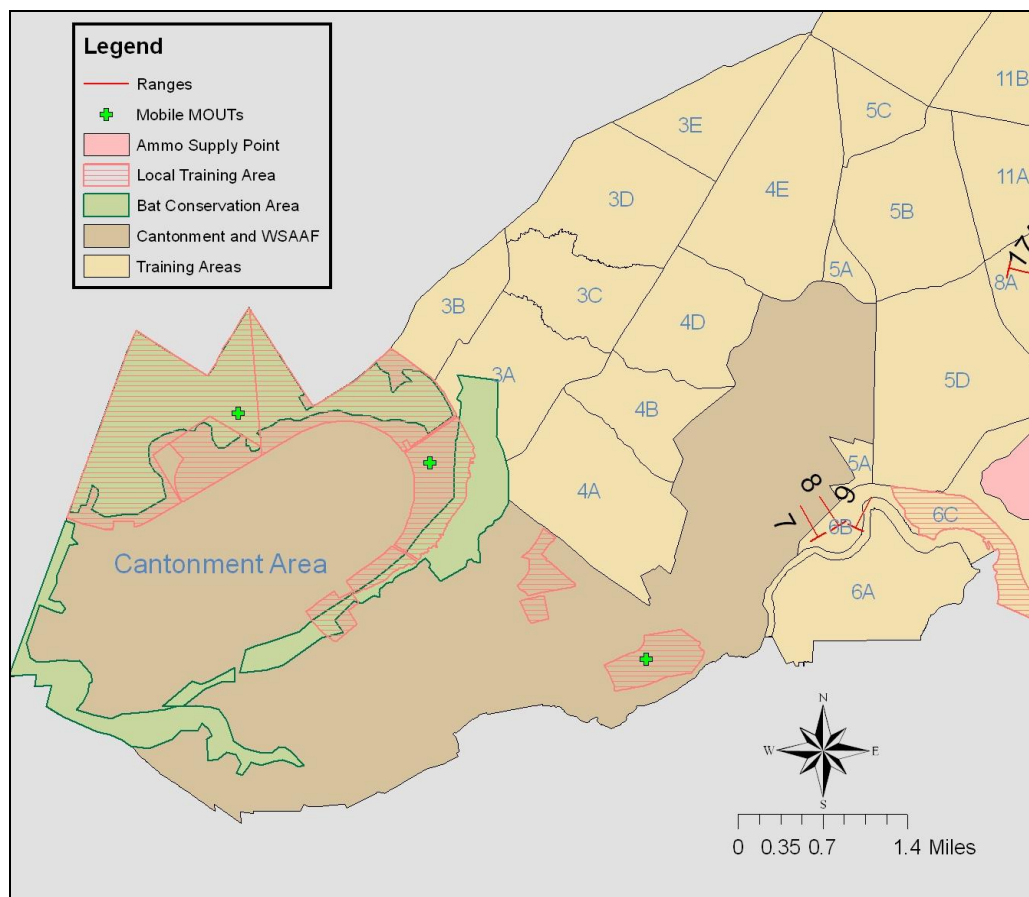 Legend
Ranges
Mobile MOUTs
Ammo Supply Point
Local Training Area
Bat Conservation Area
Cantonment and WSAAF
Training Areas
11B
5C
3E
4E
11A
3D
5B
17
5A
8A
3C
3B
4D
3A
5D
4B
5A
8
9
4A
7
6B
6C
Cantonment Area
6A
N
W E
S
0 0.35 0.7 1.4 Miles